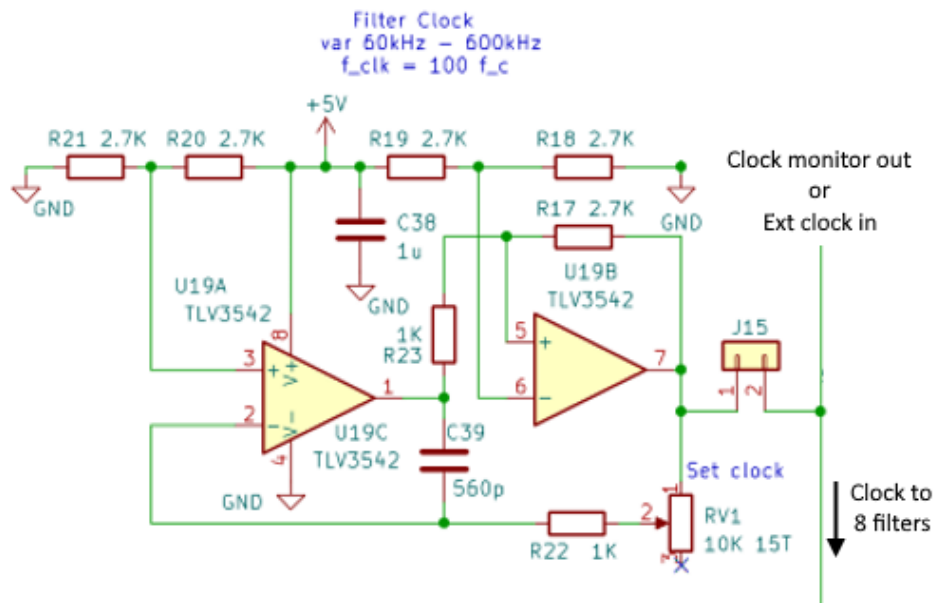 Filter Clock
var 60kHz – 600kHz
f_clk = 100 f_c
+5V
R21 2.7K
R20 2.7K
R19 2.7K
R18 2.7K
Clock monitor out
or
Ext clock in
GND
GND
C38
1u
R17 2.7K
U19A
TLV3542
GND
U19B
TLV3542
8
1K
R23
J15
3
+
V+
5
+
7
1
2
-
V-
1
6
-
1
2
U19C
TLV3542
C39
4
560p
Set clock
GND
1
2
RV1
10K 15T
3
R22 1K
Clock to
8 filters